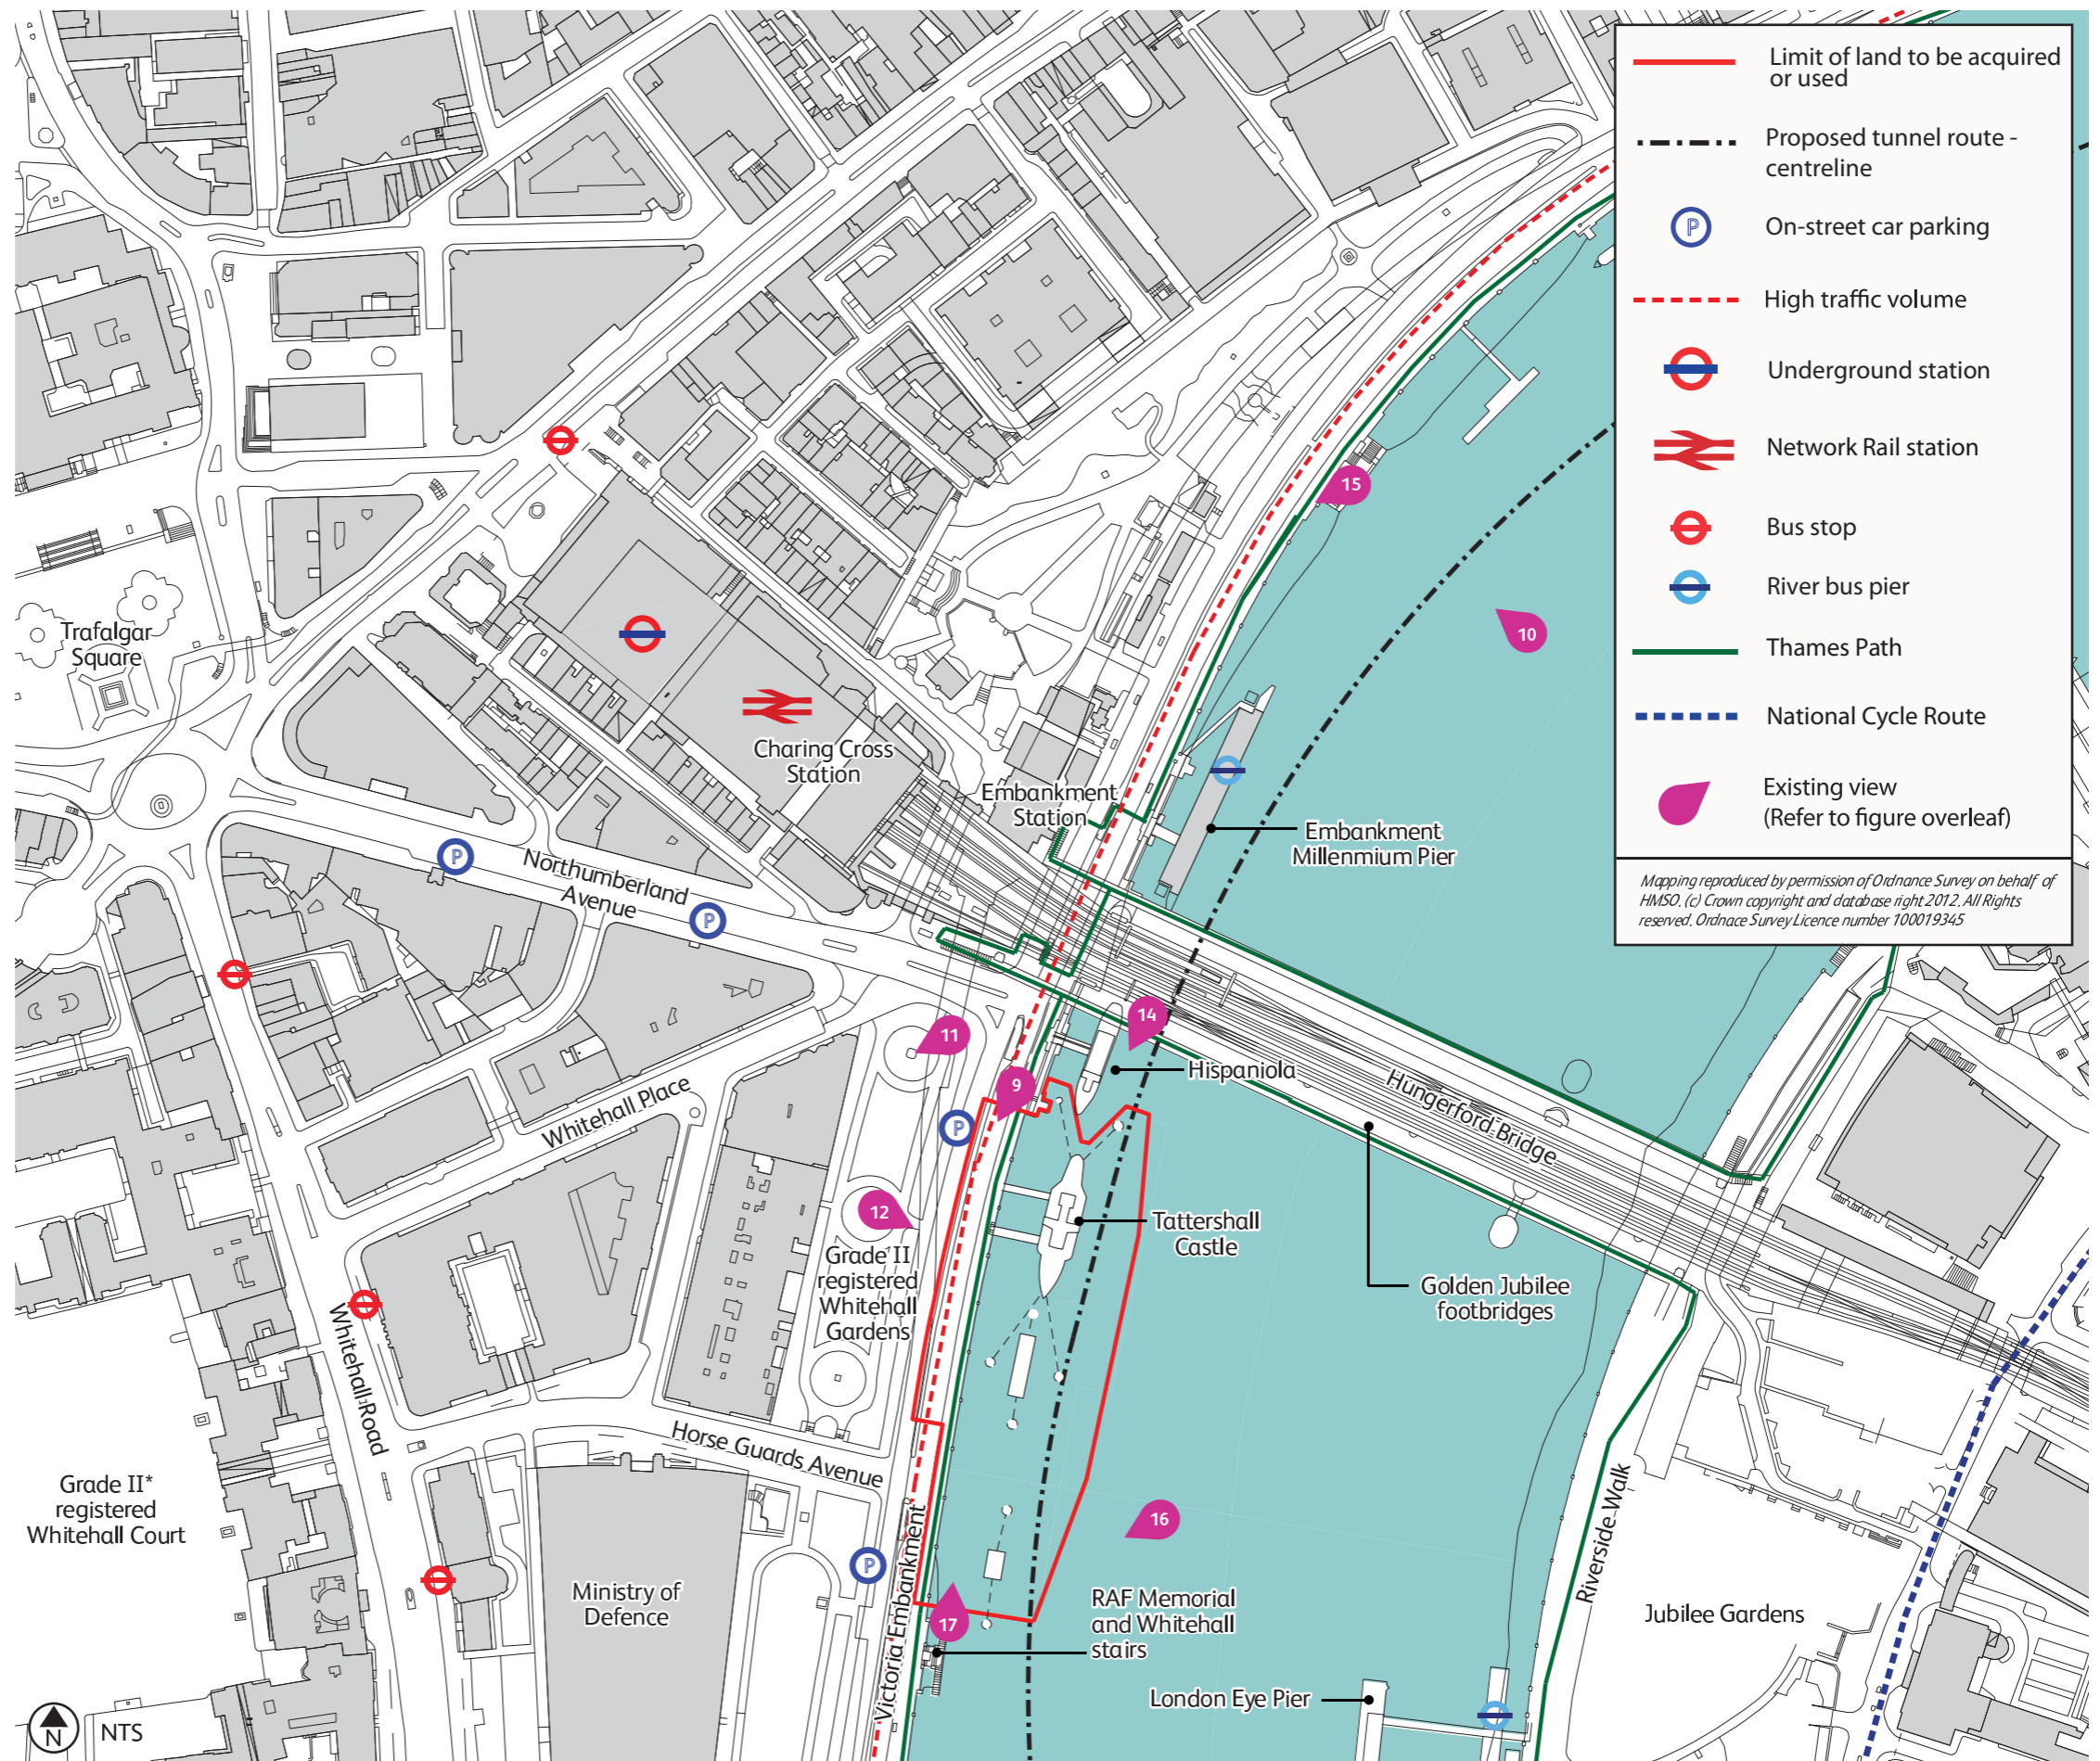 Limit of land to be acquired
or used
Proposed tunnel route -
centreline
P
On-street car parking
High traffic volume
Underground station
Network Rail station
Bus stop
River bus pier
Thames Path
National Cycle Route
Existing view
(Refer to figure overleaf)
Mapping reproduced by permission of Ordnance Survey on behalf of
HMSO. (c) Crown copyright and database right 2012. All Rights
reserved. Ordnace Survey Licence number 100019345
15
10
Trafalgar
Square
Charing Cross
Station
Embankment
Station
Embankment
Millenmium Pier
P
Northumberland
Avenue
P
11
14
Hispaniola
9
P
Hungerford Bridge
Whitehall Place
12
Tattershall
Castle
Grade II
registered
Whitehall
Gardens
Golden Jubilee
footbridges
Whitehall Road
Horse Guards Avenue
Grade II*
registered
Whitehall Court
16
Riverside Walk
P
Victoria Embankment
Ministry of
Defence
17
RAF Memorial
and Whitehall
stairs
Jubilee Gardens
London Eye Pier
N
NTS